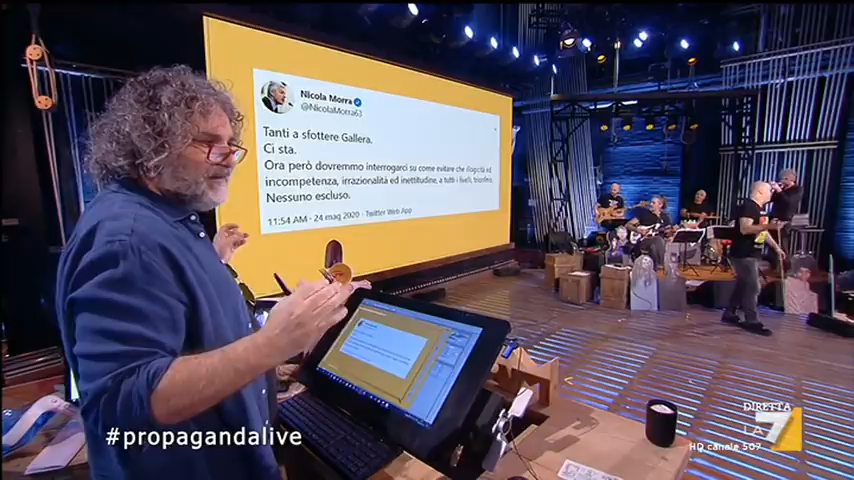 Nicola Morra
@NicolaMorra63
Tanti a sfottere Gallera.
Ci sta.
Ora però dovremmo interrogarci su come evitare che illogicità ed
incompetenza, irrazionalità ed inettitudine, a tutti i livelli, trionfino.
Nessuno escluso.
11:54 AM · 24 mag 2020 · Twitter Web App
#propagandalive
DIRETTA
LA7
HD canale 507